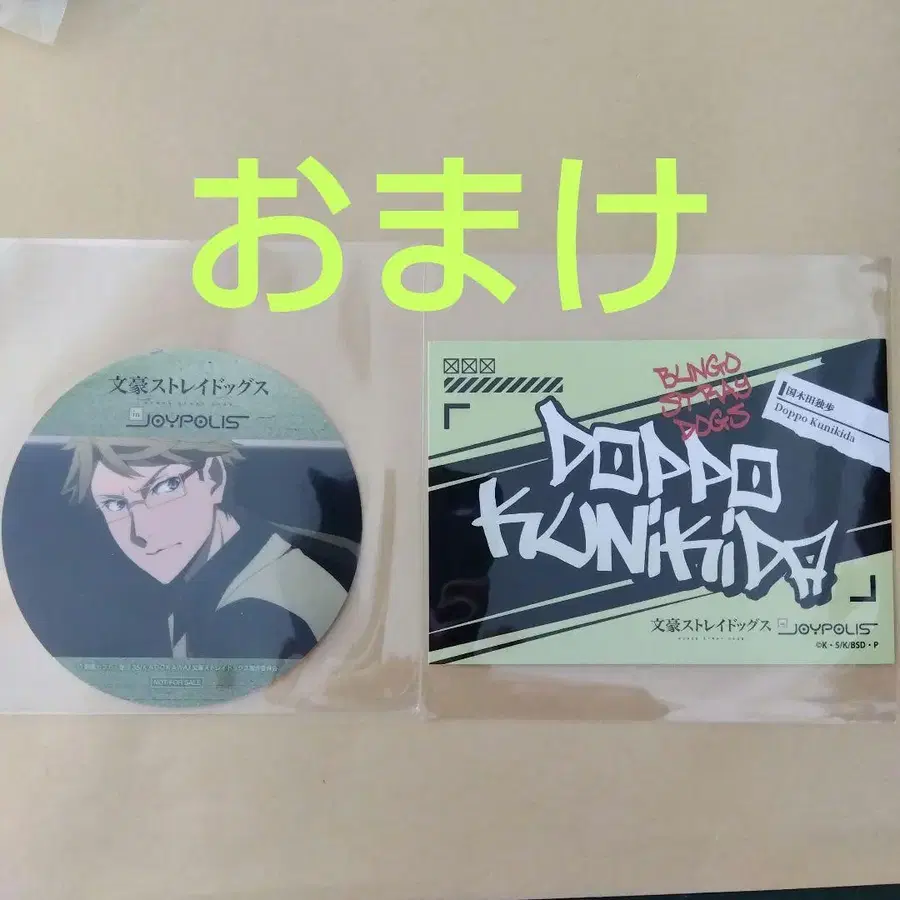 おまけ
文豪ストレイドッグス
in
JOYPOLIS
NOT FOR SALE
BUNGO
STRAY
DOGS
国木田独歩
Doppo Kunikida
DOPPO
KUNiKiDA
文豪ストレイドッグス
in JOYPOLIS
©K・S/K/BSD・P